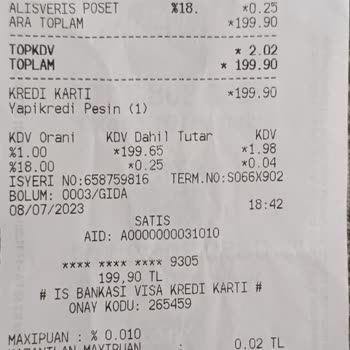 ALISVERIS POSET %18. *0.25
ARA TOPLAM *199.90
TOPKDV * 2.02
TOPLAM * 199.90
KREDI KARTI *199.90
Yapikredi Pesin (1)
KDV Orani KDV Dahil Tutar KDV
%1.00 *199.65 *1.98
%18.00 *0.25 *0.04
ISYERI NO:658759816 TERM.NO:S066X902
BOLUM: 0003/GIDA
08/07/2023 18:42
SATIS
AID: A0000000031010
**** **** **** 9305
199,90 TL
# IS BANKASI VISA KREDI KARTI #
ONAY KODU: 265459
MAXIPUAN : % 0.010
0.02 TL